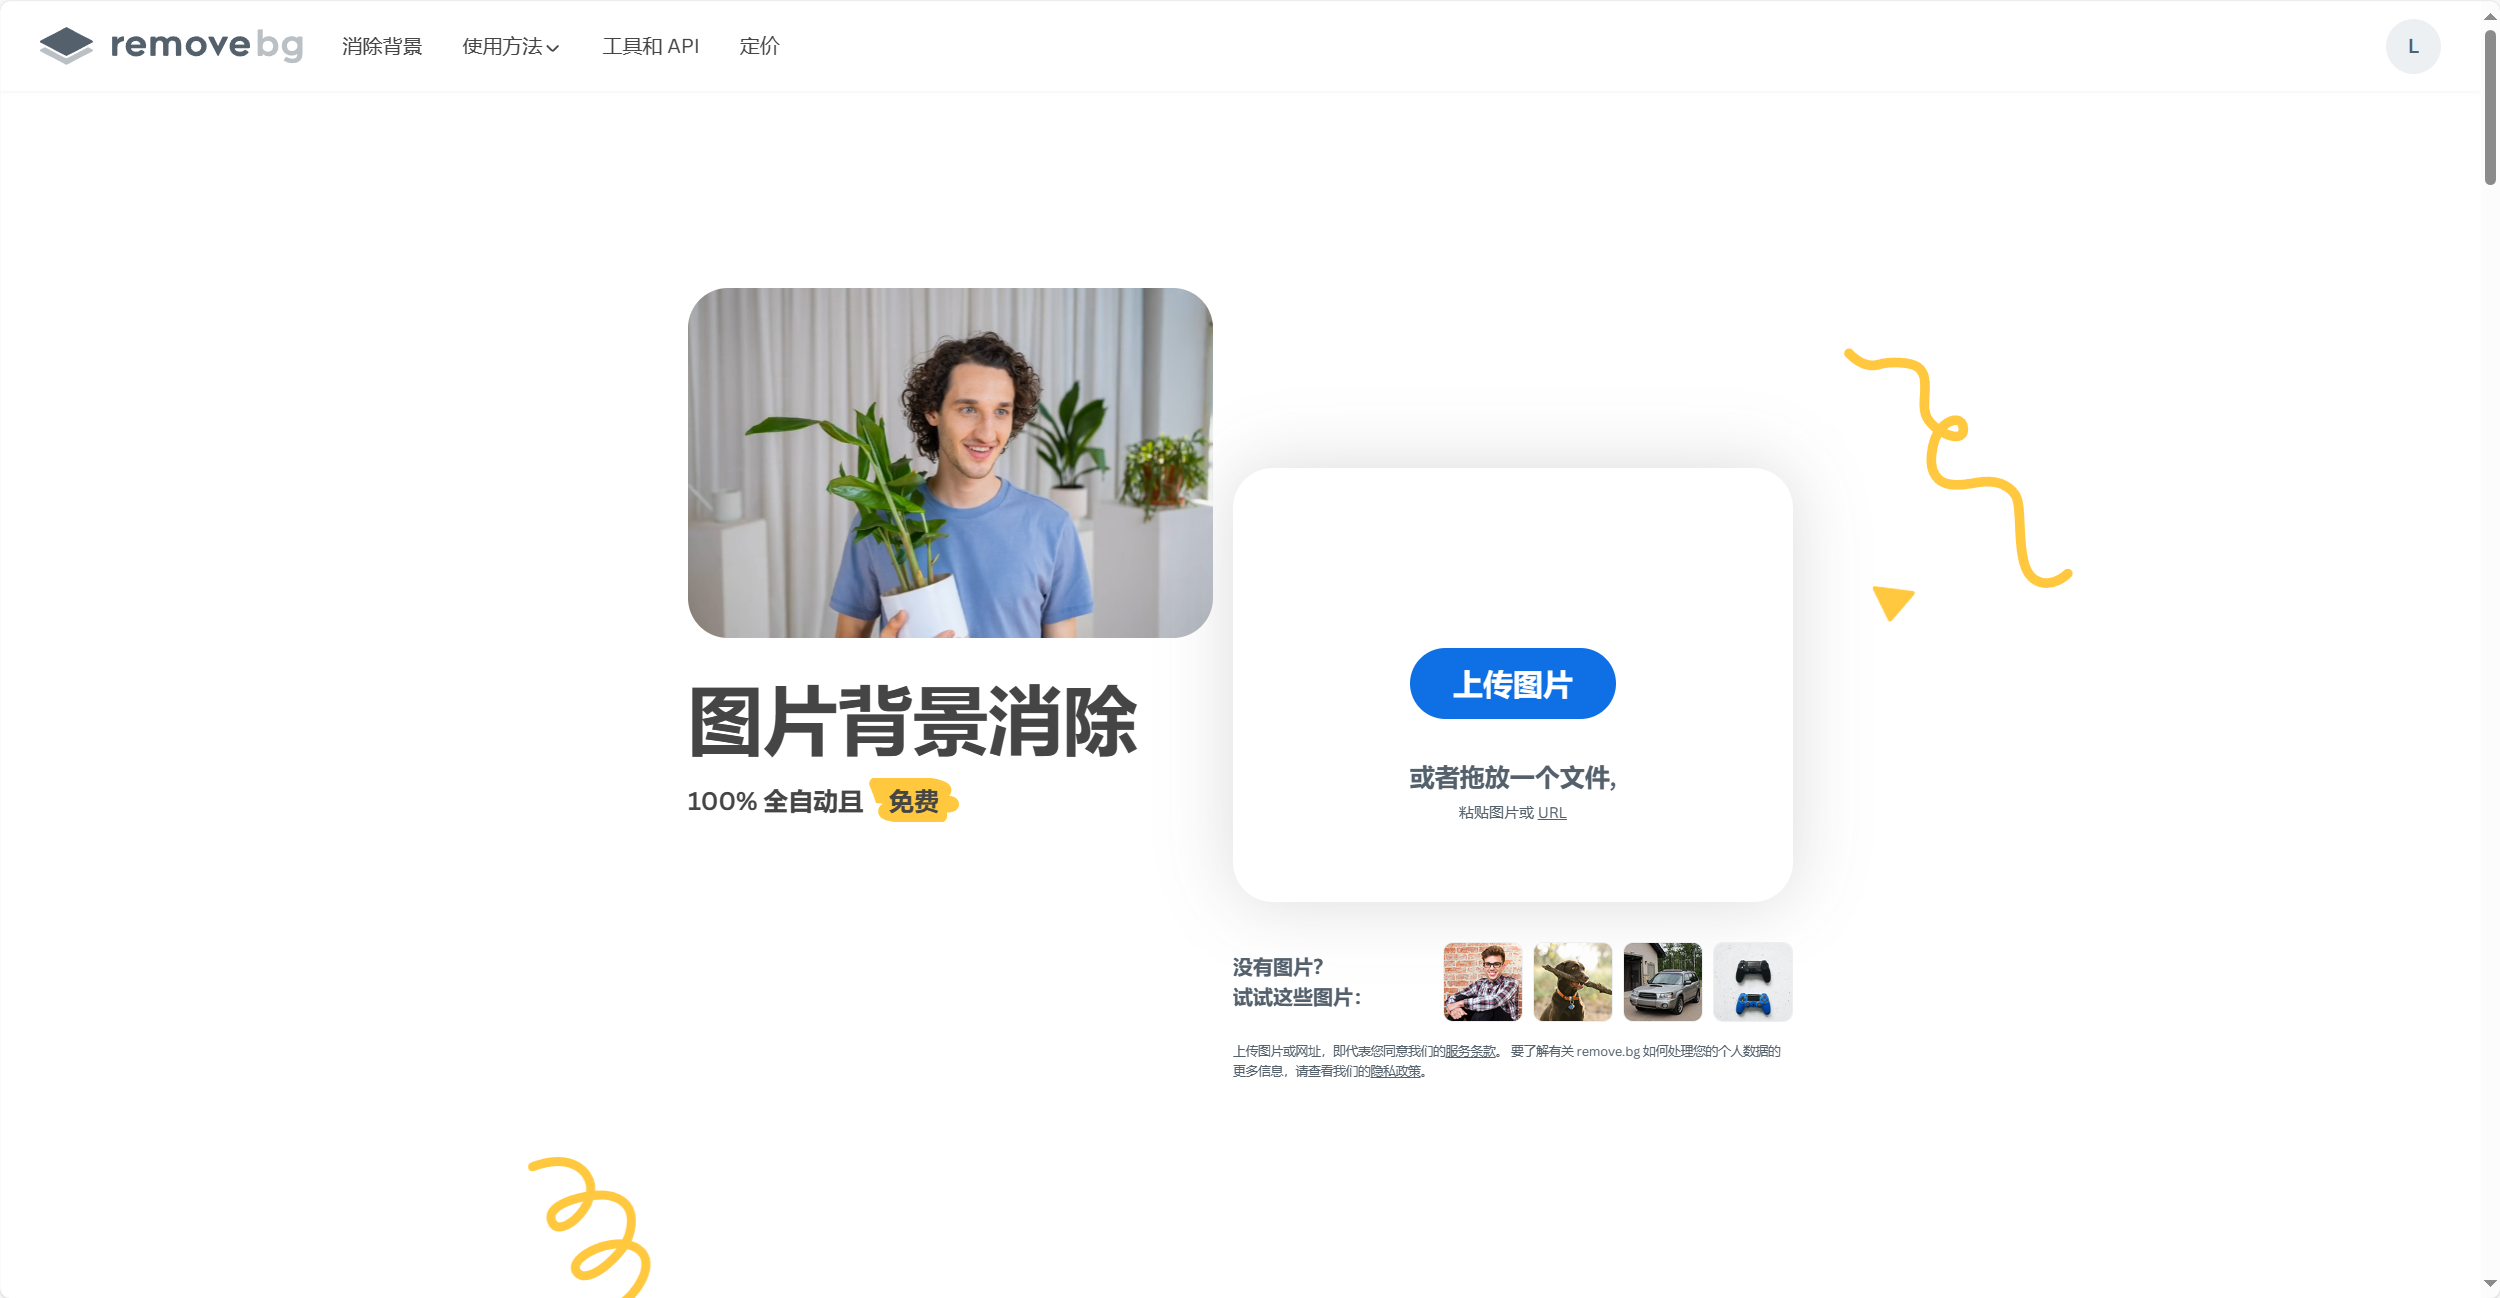 removebg
消除背景
使用方法
工具和 API
定价
L
图片背景消除
100% 全自动且 免费
上传图片
或者拖放一个文件,
粘贴图片或 URL
没有图片?
试试这些图片:
上传图片或网址，即代表您同意我们的服务条款。 要了解有关 remove.bg 如何处理您的个人数据的
更多信息，请查看我们的隐私政策。